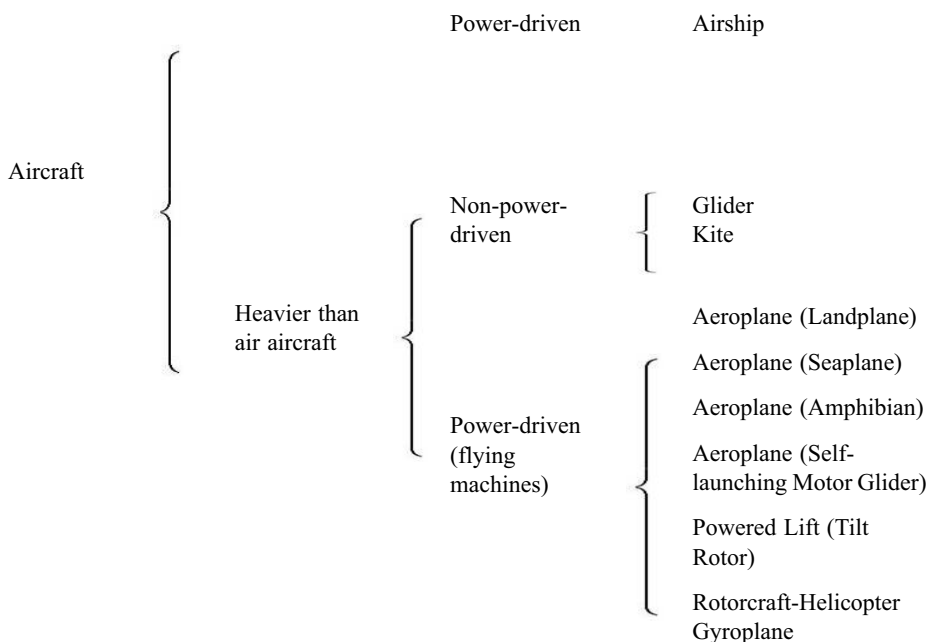 Power-driven Airship
Aircraft
Non-power-
driven
Glider
Kite
Heavier than
air aircraft
Aeroplane (Landplane)
Aeroplane (Seaplane)
Aeroplane (Amphibian)
Power-driven
(flying
machines)
Aeroplane (Self-
launching Motor Glider)
Powered Lift (Tilt
Rotor)
Rotorcraft-Helicopter
Gyroplane